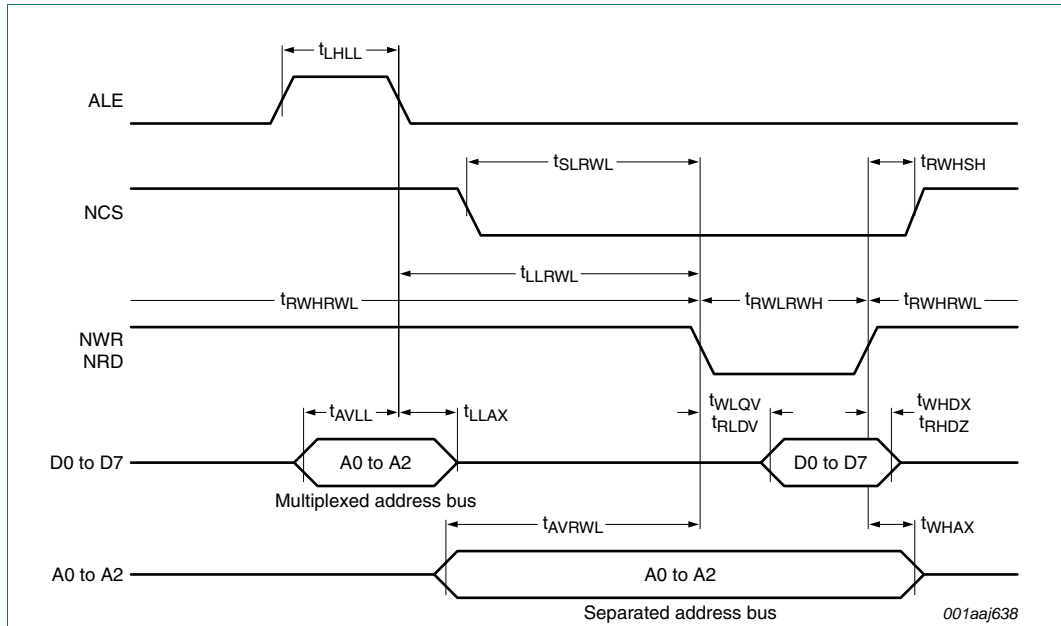 tLHLL
ALE
tSLRWL
tRWHSH
NCS
tLLRWL
tRWHRWL
tRWLRWH
tRWHRWL
NWR
NRD
tAVLL
tLLAX
tWLQV
tRLDV
tWHDX
tRHDZ
D0 to D7
A0 to A2
D0 to D7
Multiplexed address bus
tAVRWL
tWHAX
A0 to A2
A0 to A2
Separated address bus
001aaj638